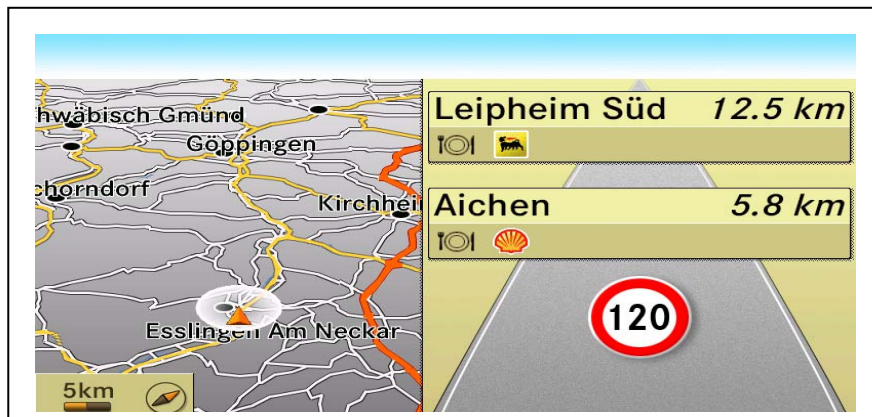 hwäbisch Gmünd
Göppingen
chorndorf
Kirchhei
Esslingen Am Neckar
5km
Leipheim Süd 12.5 km
Aichen 5.8 km
120